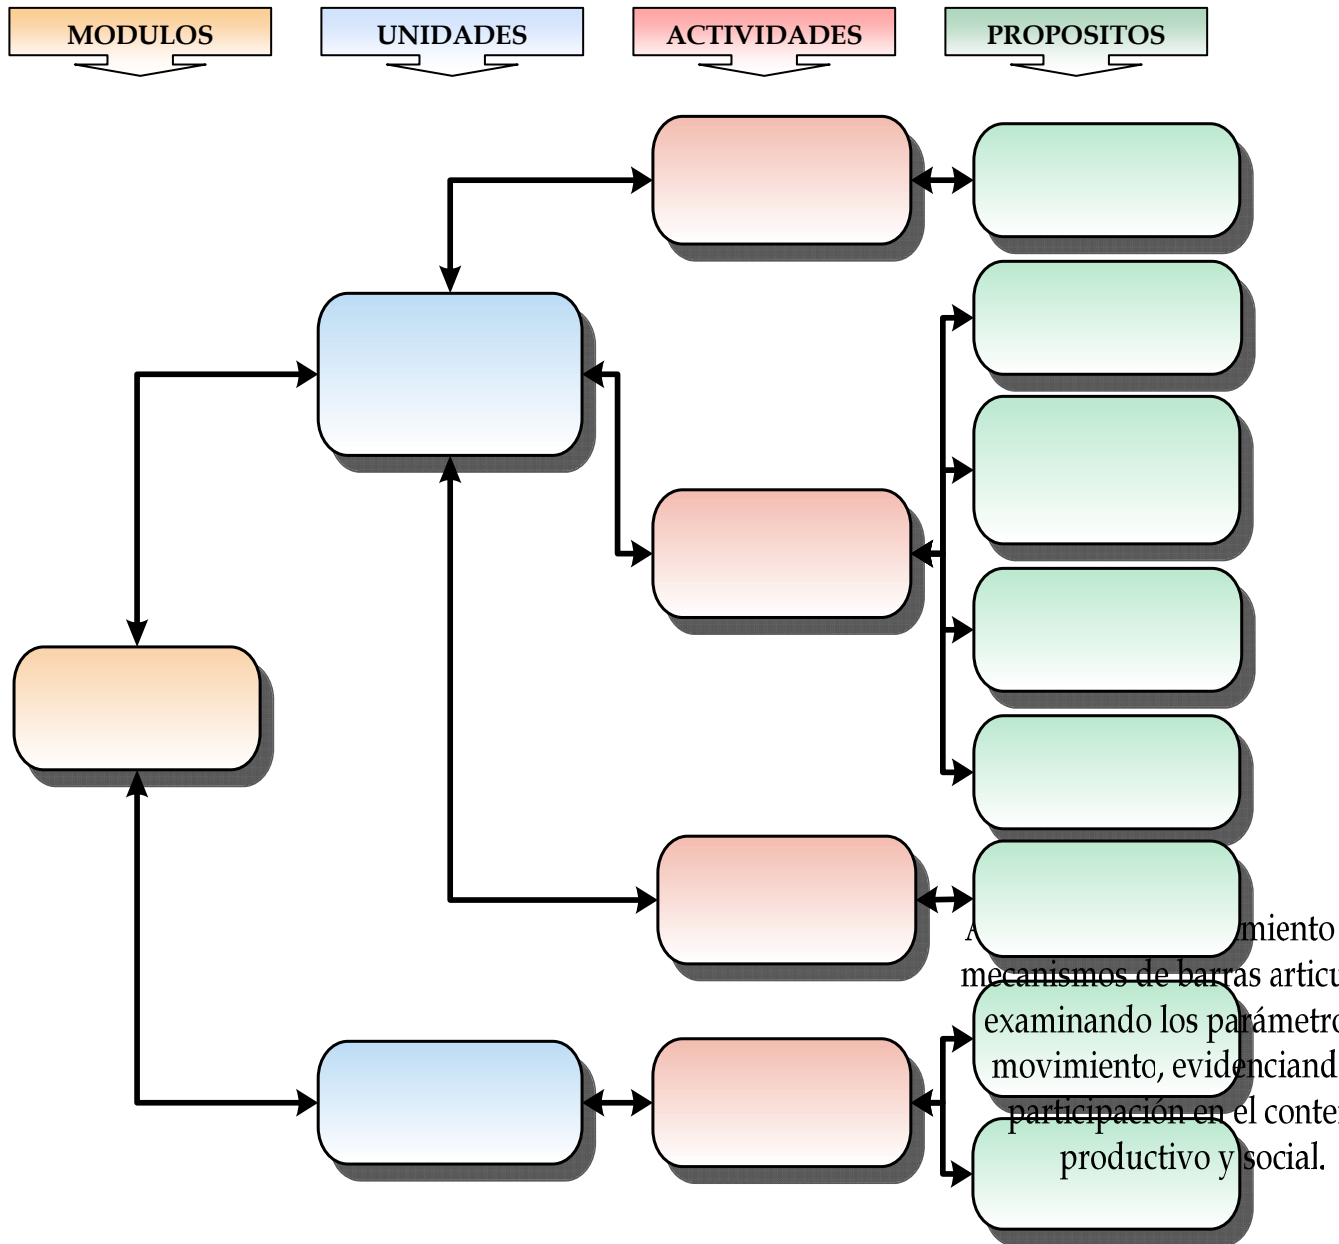 MODULOS
UNIDADES
ACTIVIDADES
PROPOSITOS
A miento
mecanismos de barras articu
examinando los parámetro
movimiento, evidenciand
participación en el conte
productivo y social.